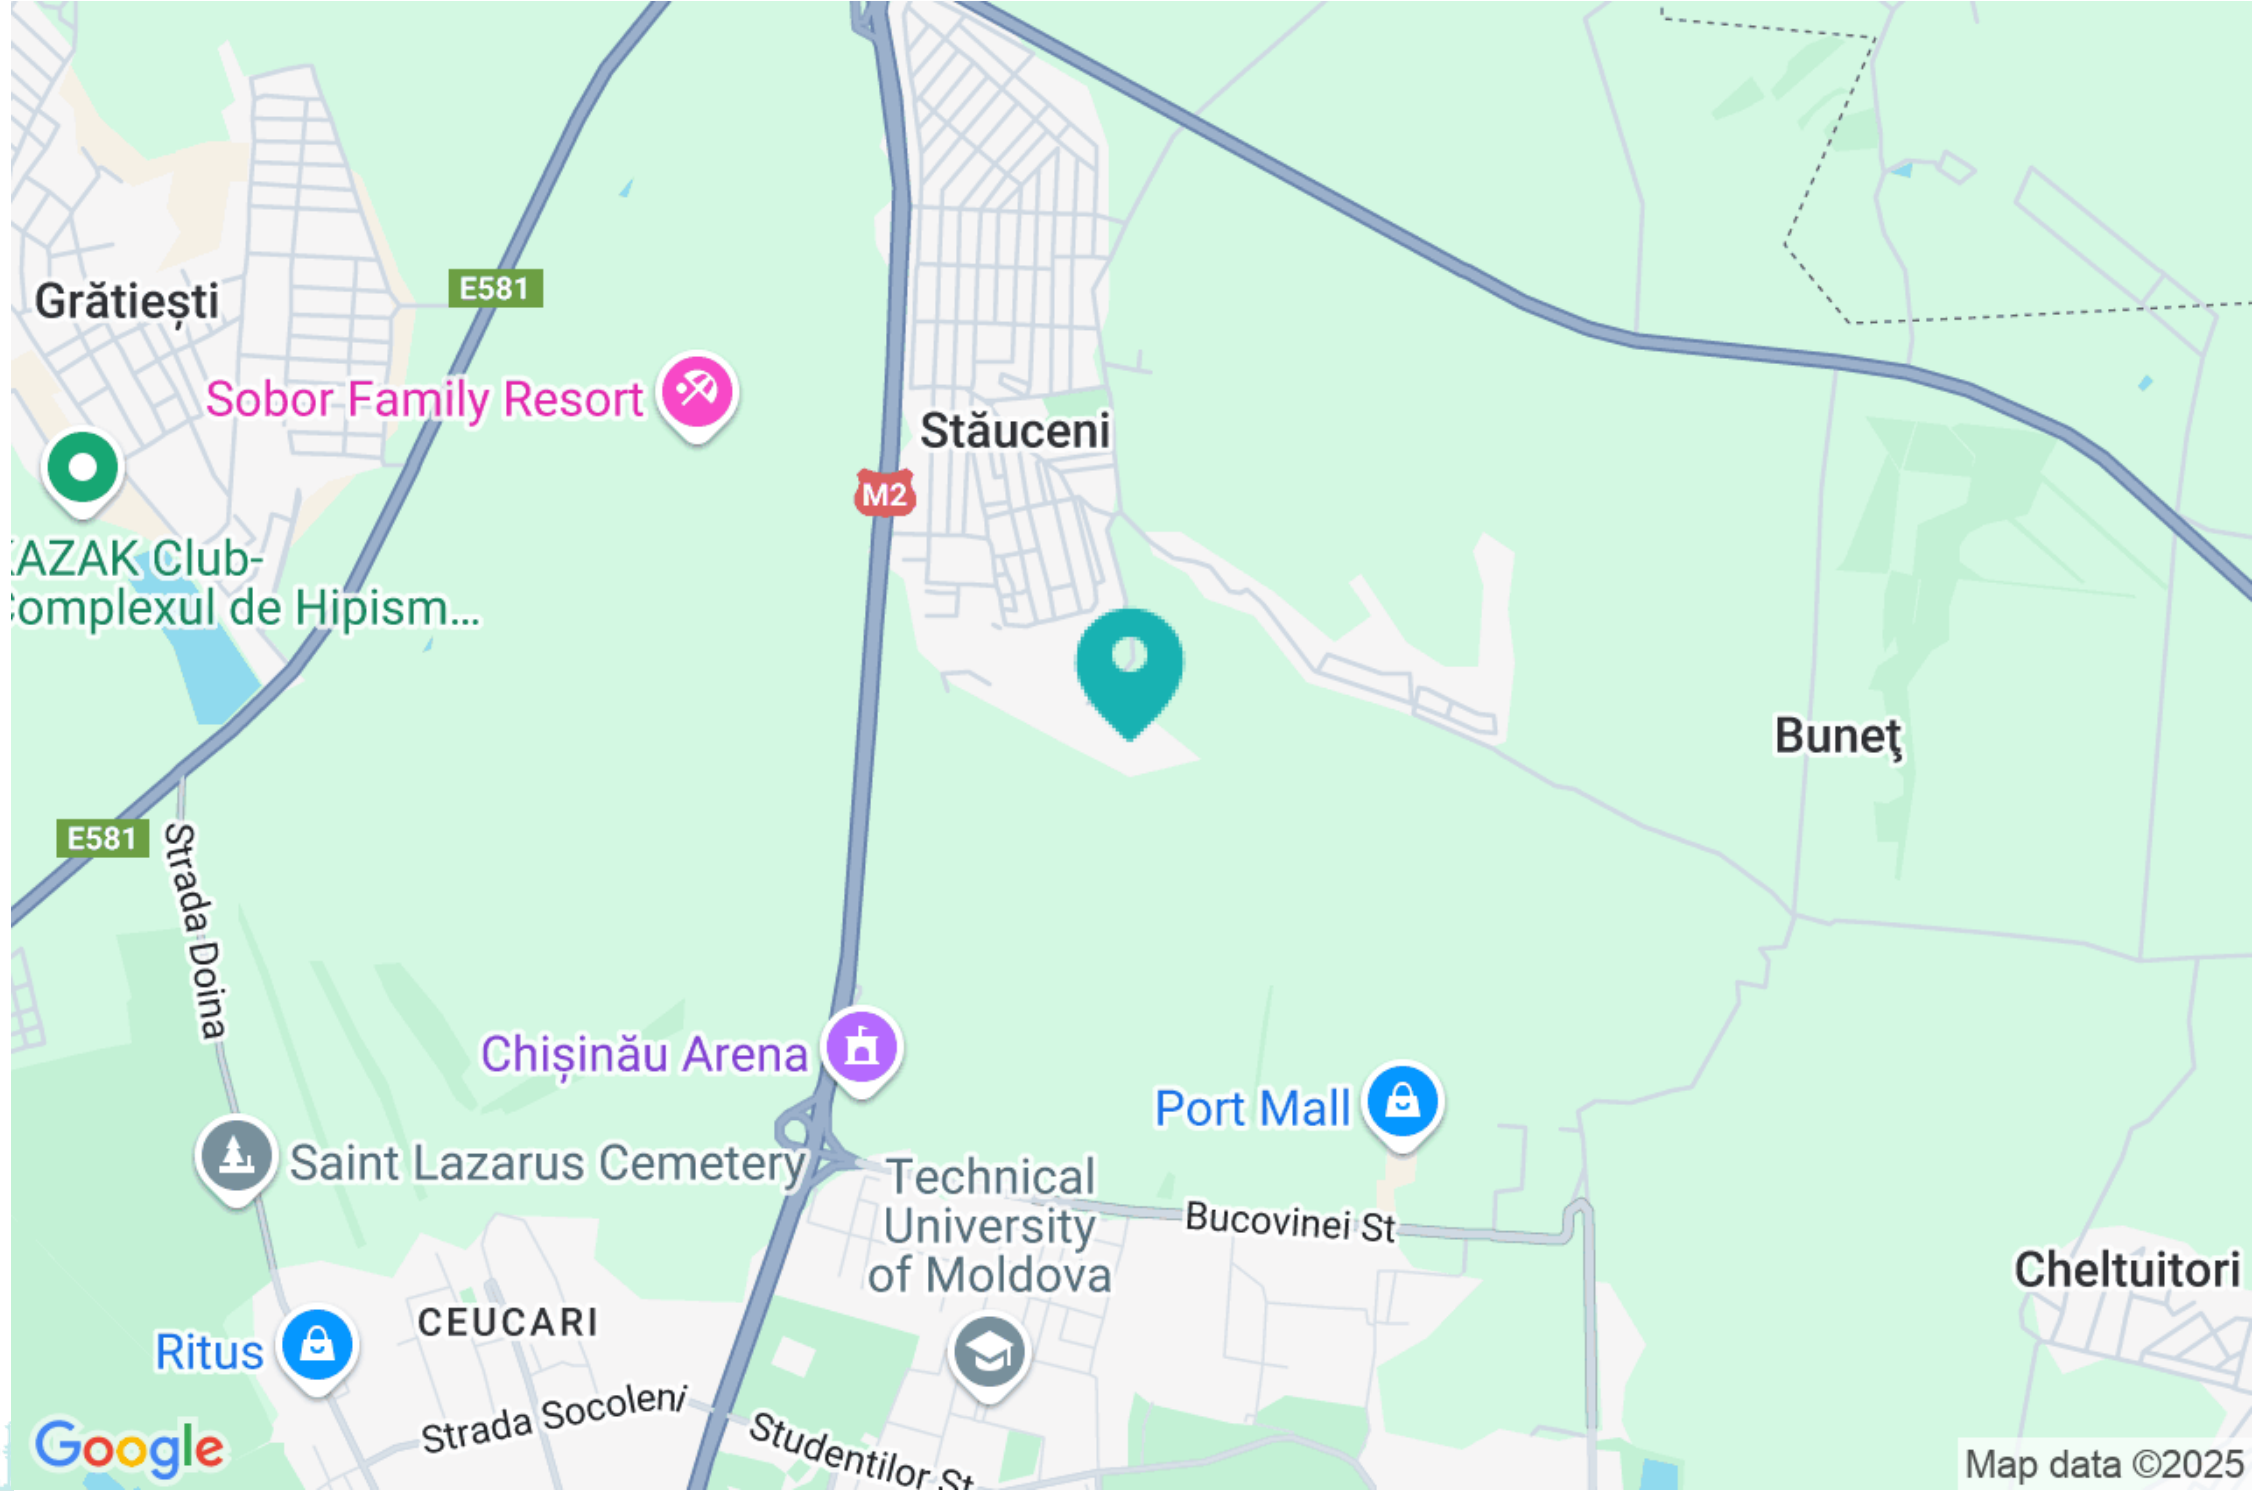 Grătiești
E581
Sobor Family Resort
Stăuceni
M2
AZAK Club-
omplexul de Hipism...
Buneţ
E581
Strada Doina
Chișinău Arena
Port Mall
Saint Lazarus Cemetery
Technical
University
of Moldova
Bucovinei St
Cheltuitori
CEUCARI
Ritus
Strada Socoleni
Studentilor St
Google
Map data ©2025